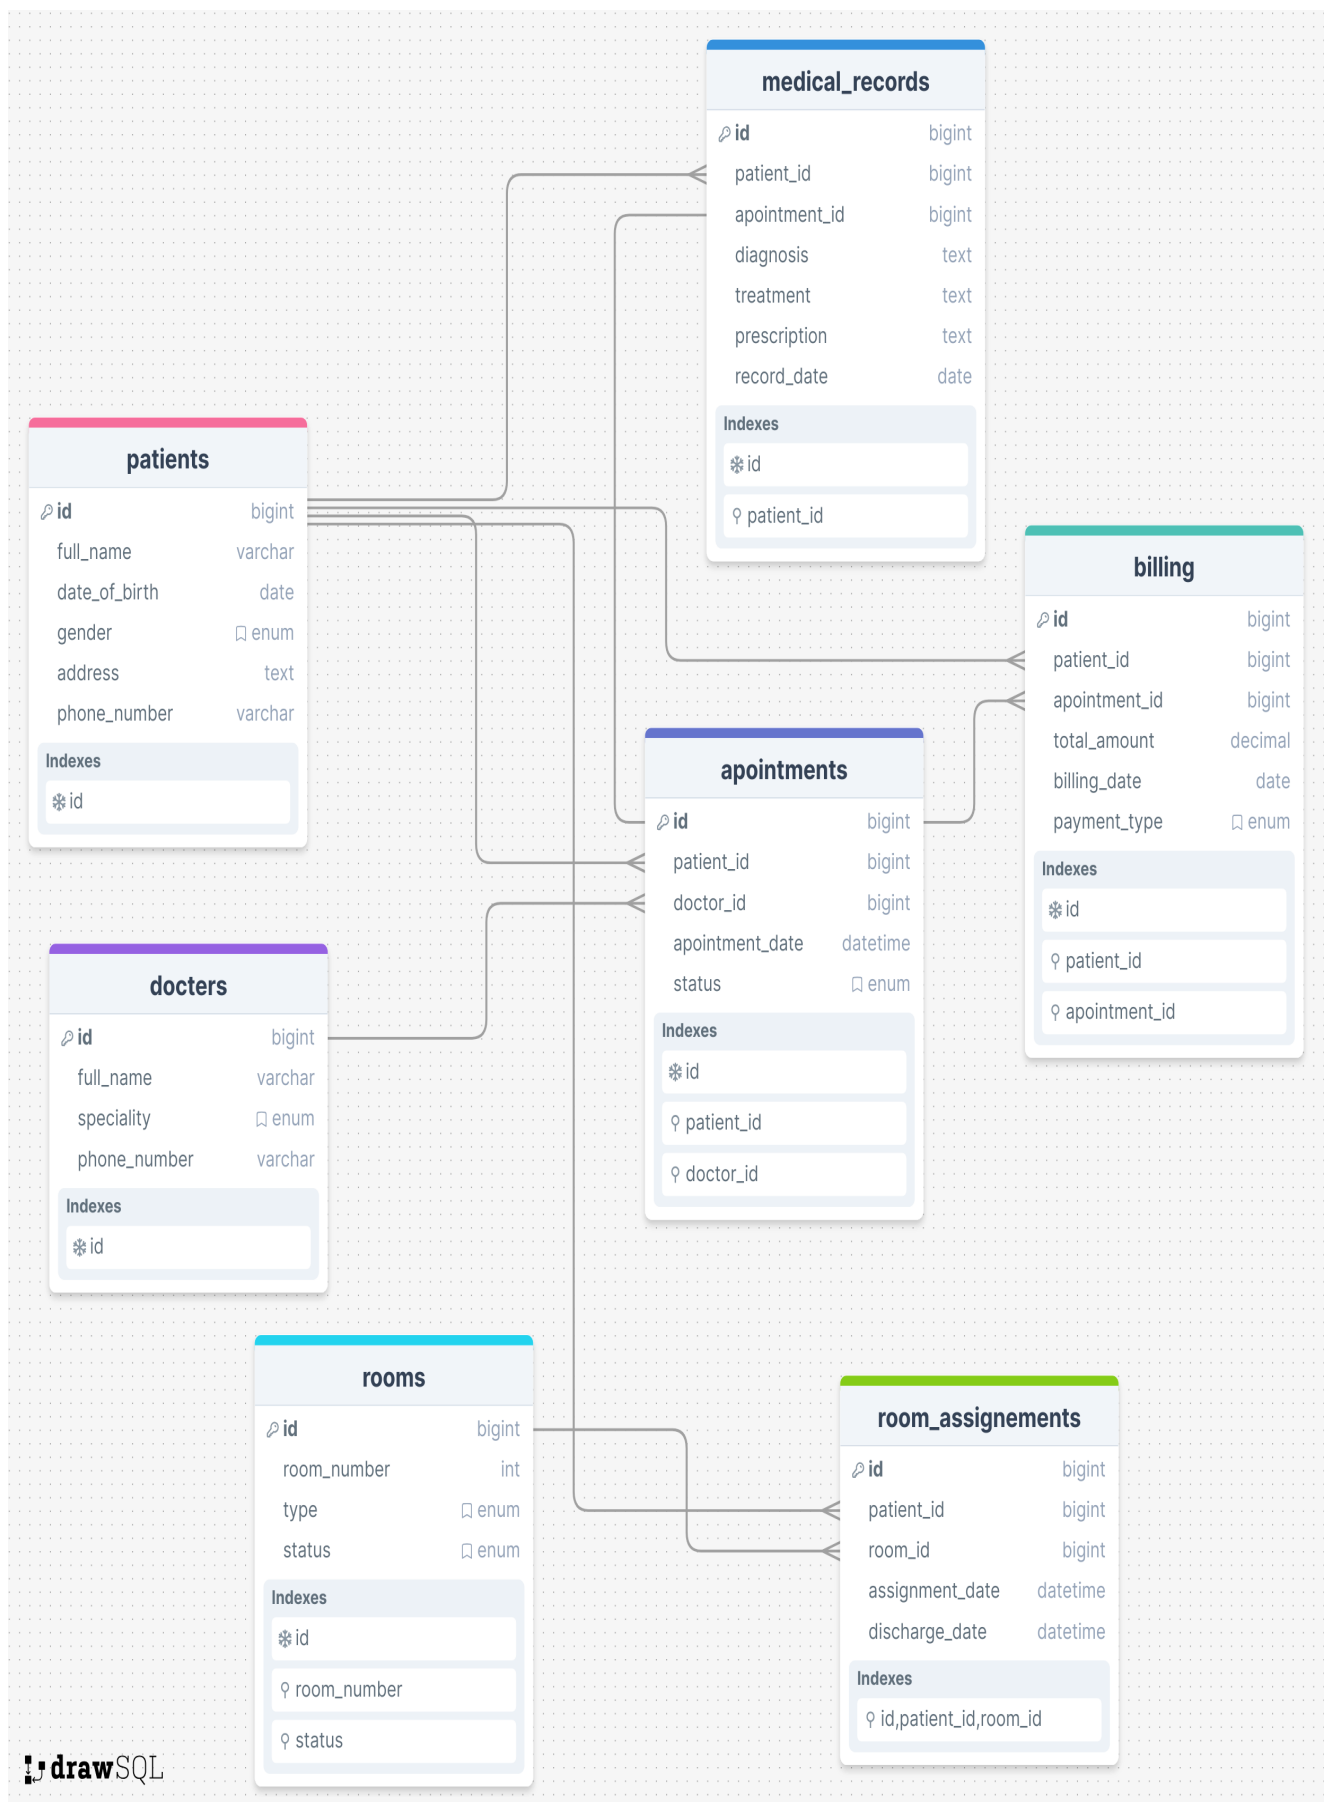 medical_records
id bigint
patient_id bigint
apointment_id bigint
diagnosis text
treatment text
prescription text
record_date date
Indexes
id
patient_id
patients
id bigint
full_name varchar
date_of_birth date
gender enum
address text
phone_number varchar
Indexes
id
billing
id bigint
patient_id bigint
apointment_id bigint
total_amount decimal
billing_date date
payment_type enum
Indexes
id
patient_id
apointment_id
apointments
id bigint
patient_id bigint
doctor_id bigint
apointment_date datetime
status enum
Indexes
id
patient_id
doctor_id
docters
id bigint
full_name varchar
speciality enum
phone_number varchar
Indexes
id
rooms
id bigint
room_number int
type enum
status enum
Indexes
id
room_number
status
room_assignements
id bigint
patient_id bigint
room_id bigint
assignment_date datetime
discharge_date datetime
Indexes
id,patient_id,room_id
drawSQL